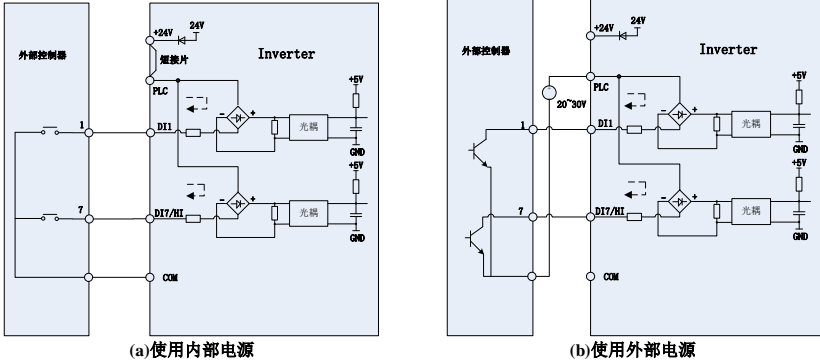 外部控制器
+24V
24V
短接片
PLC
Inverter
+5V
1
DI1
光耦
GND
+5V
7
DI7/HI
光耦
GND
COM
(a)使用内部电源
外部控制器
+24V
24V
PLC
Inverter
20~30V
+5V
1
DI1
光耦
GND
+5V
7
DI7/HI
光耦
GND
COM
(b)使用外部电源